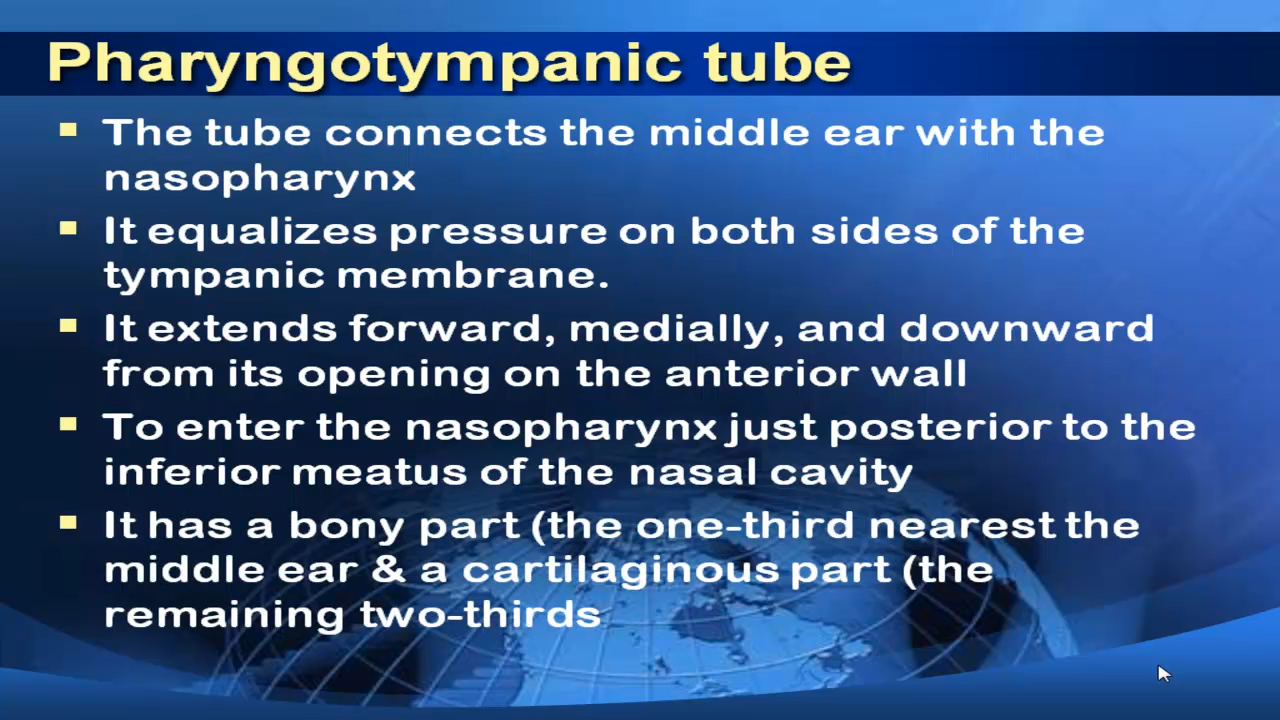 Pharyngotympanic tube
The tube connects the middle ear with the
nasopharynx
It equalizes pressure on both sides of the
tympanic membrane.
It extends forward, medially, and downward
from its opening on the anterior wall
To enter the nasopharynx just posterior to the
inferior meatus of the nasal cavity
It has a bony part (the one-third nearest the
middle ear & a cartilaginous part (the
remaining two-thirds